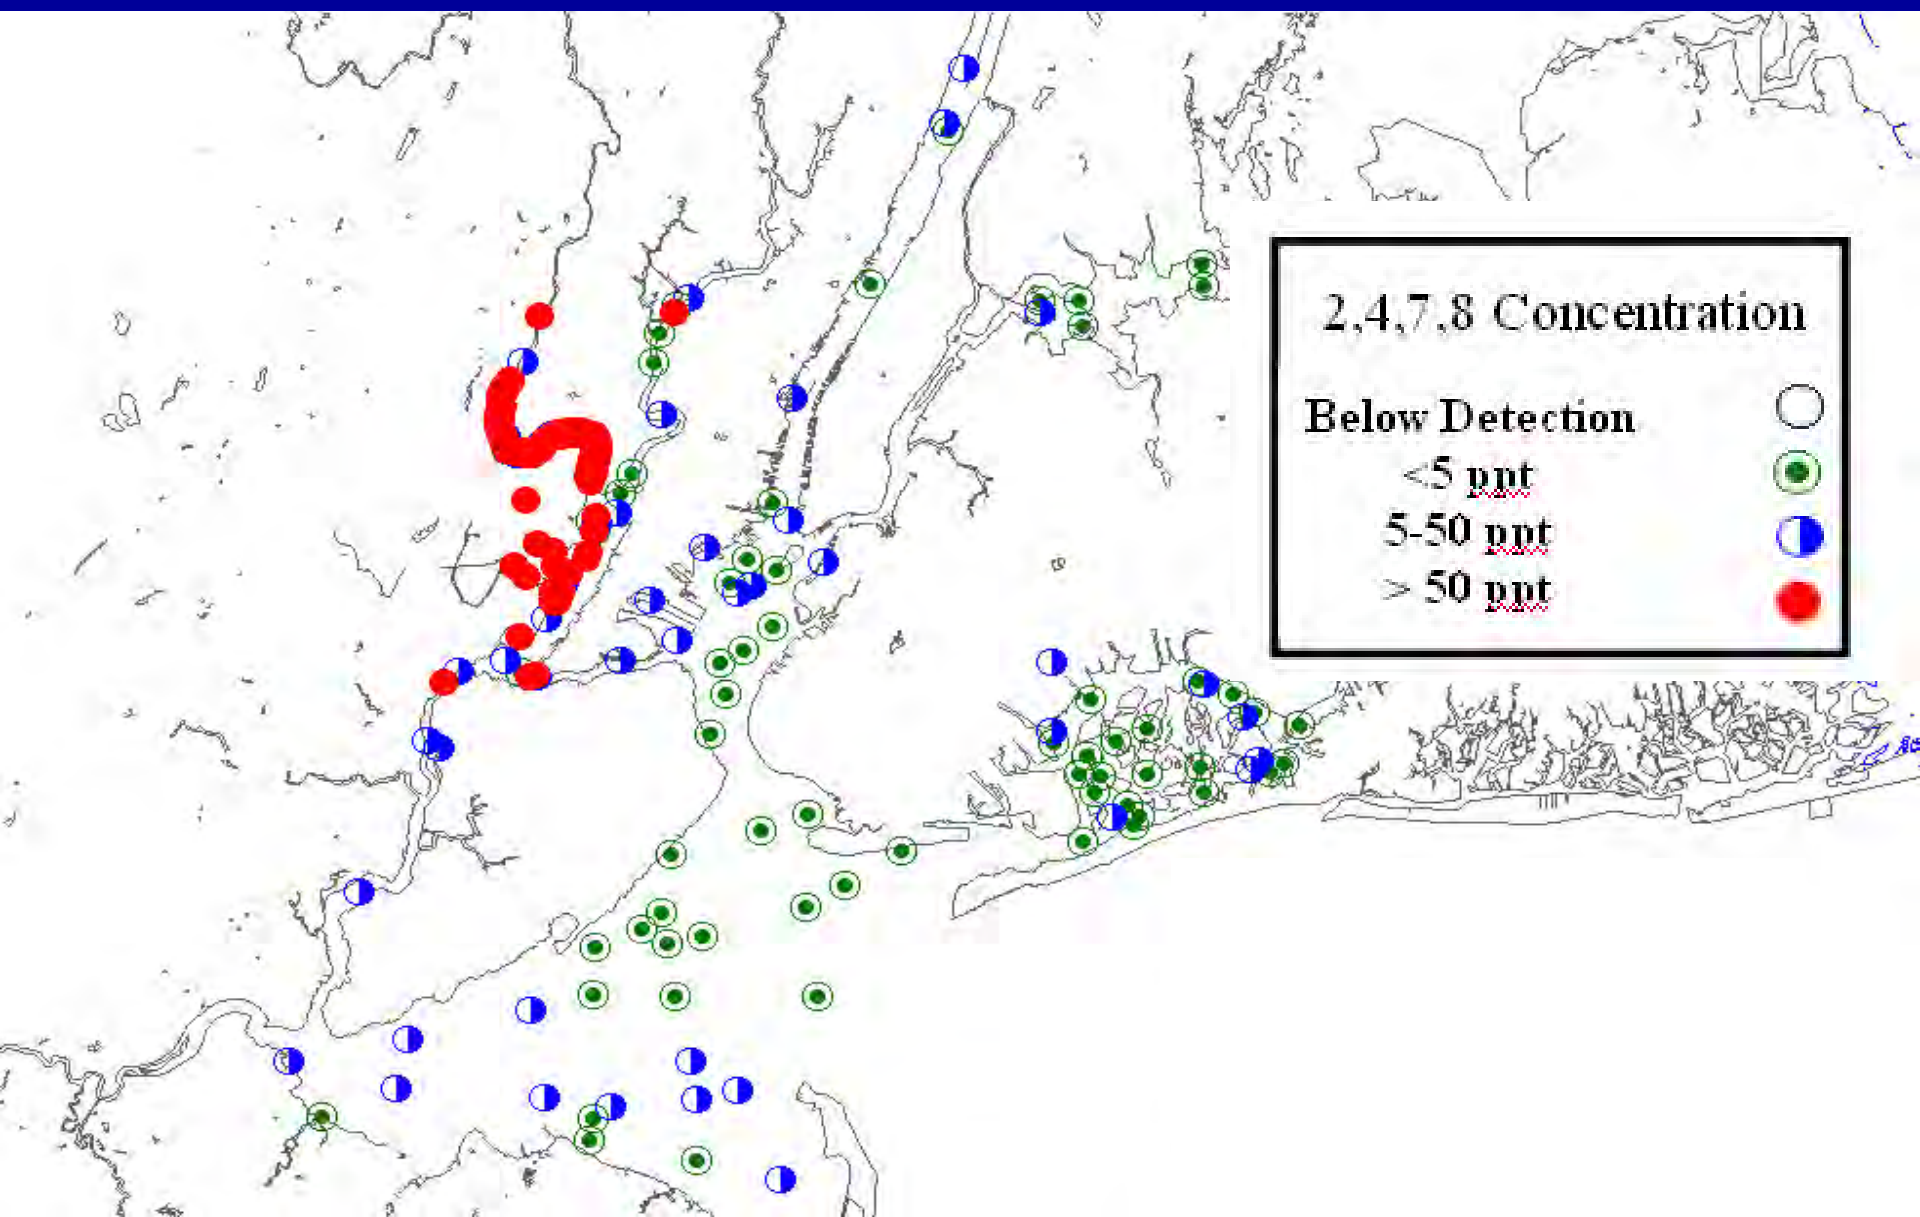 2,4,7,8 Concentration
Below Detection
<5 ppt
5-50 ppt
> 50 ppt